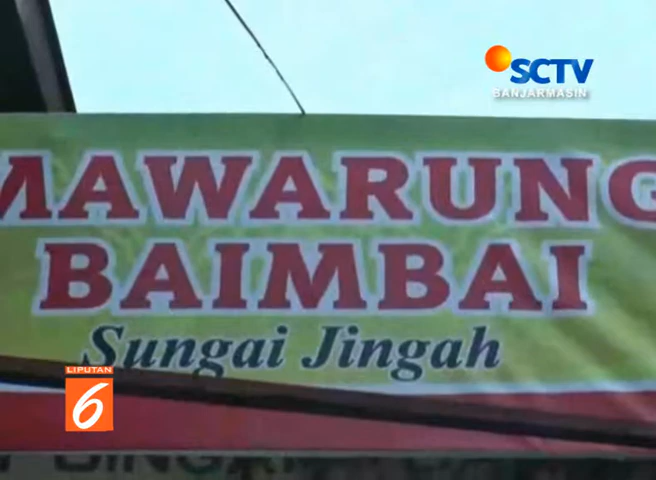 SCTV
BANJARMASIN
MAWARUNG
BAIMBAI
Sungai Jingah
LIPUTAN
6